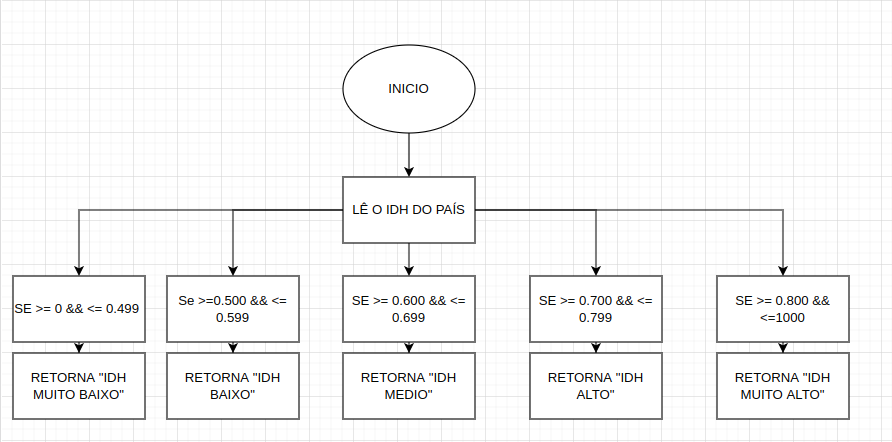 INICIO
LÊ O IDH DO PAÍS
SE >= 0 && <= 0.499
Se >=0.500 && <=
0.599
SE >= 0.600 && <=
0.699
SE >= 0.700 && <=
0.799
SE >= 0.800 &&
<=1000
RETORNA "IDH
MUITO BAIXO"
RETORNA "IDH
BAIXO"
RETORNA "IDH
MEDIO"
RETORNA "IDH
ALTO"
RETORNA "IDH
MUITO ALTO"